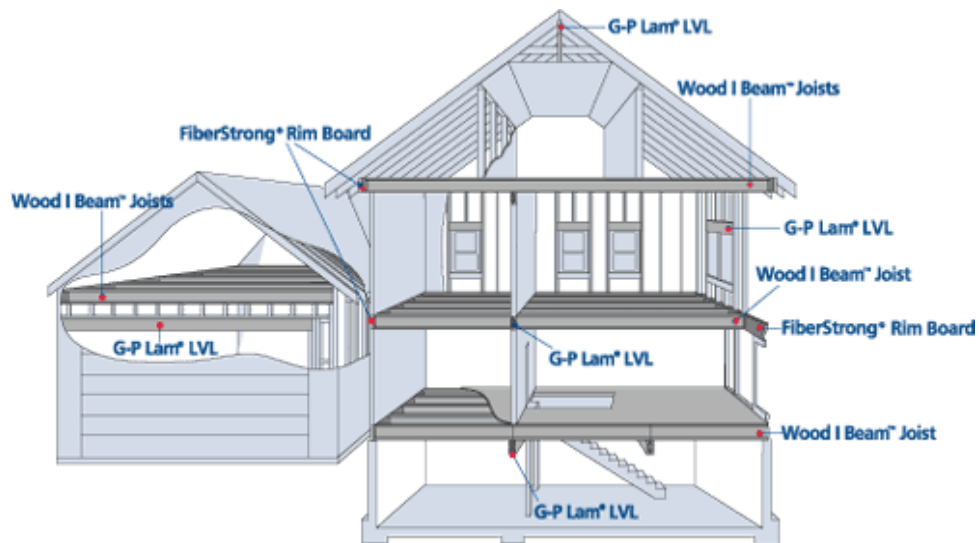 G-P Lam® LVL
Wood I Beam™ Joists
FiberStrong® Rim Board
Wood I Beam™ Joists
G-P Lam® LVL
Wood I Beam™ Joist
FiberStrong® Rim Board
G-P Lam® LVL
G-P Lam® LVL
Wood I Beam™ Joist
G-P Lam® LVL